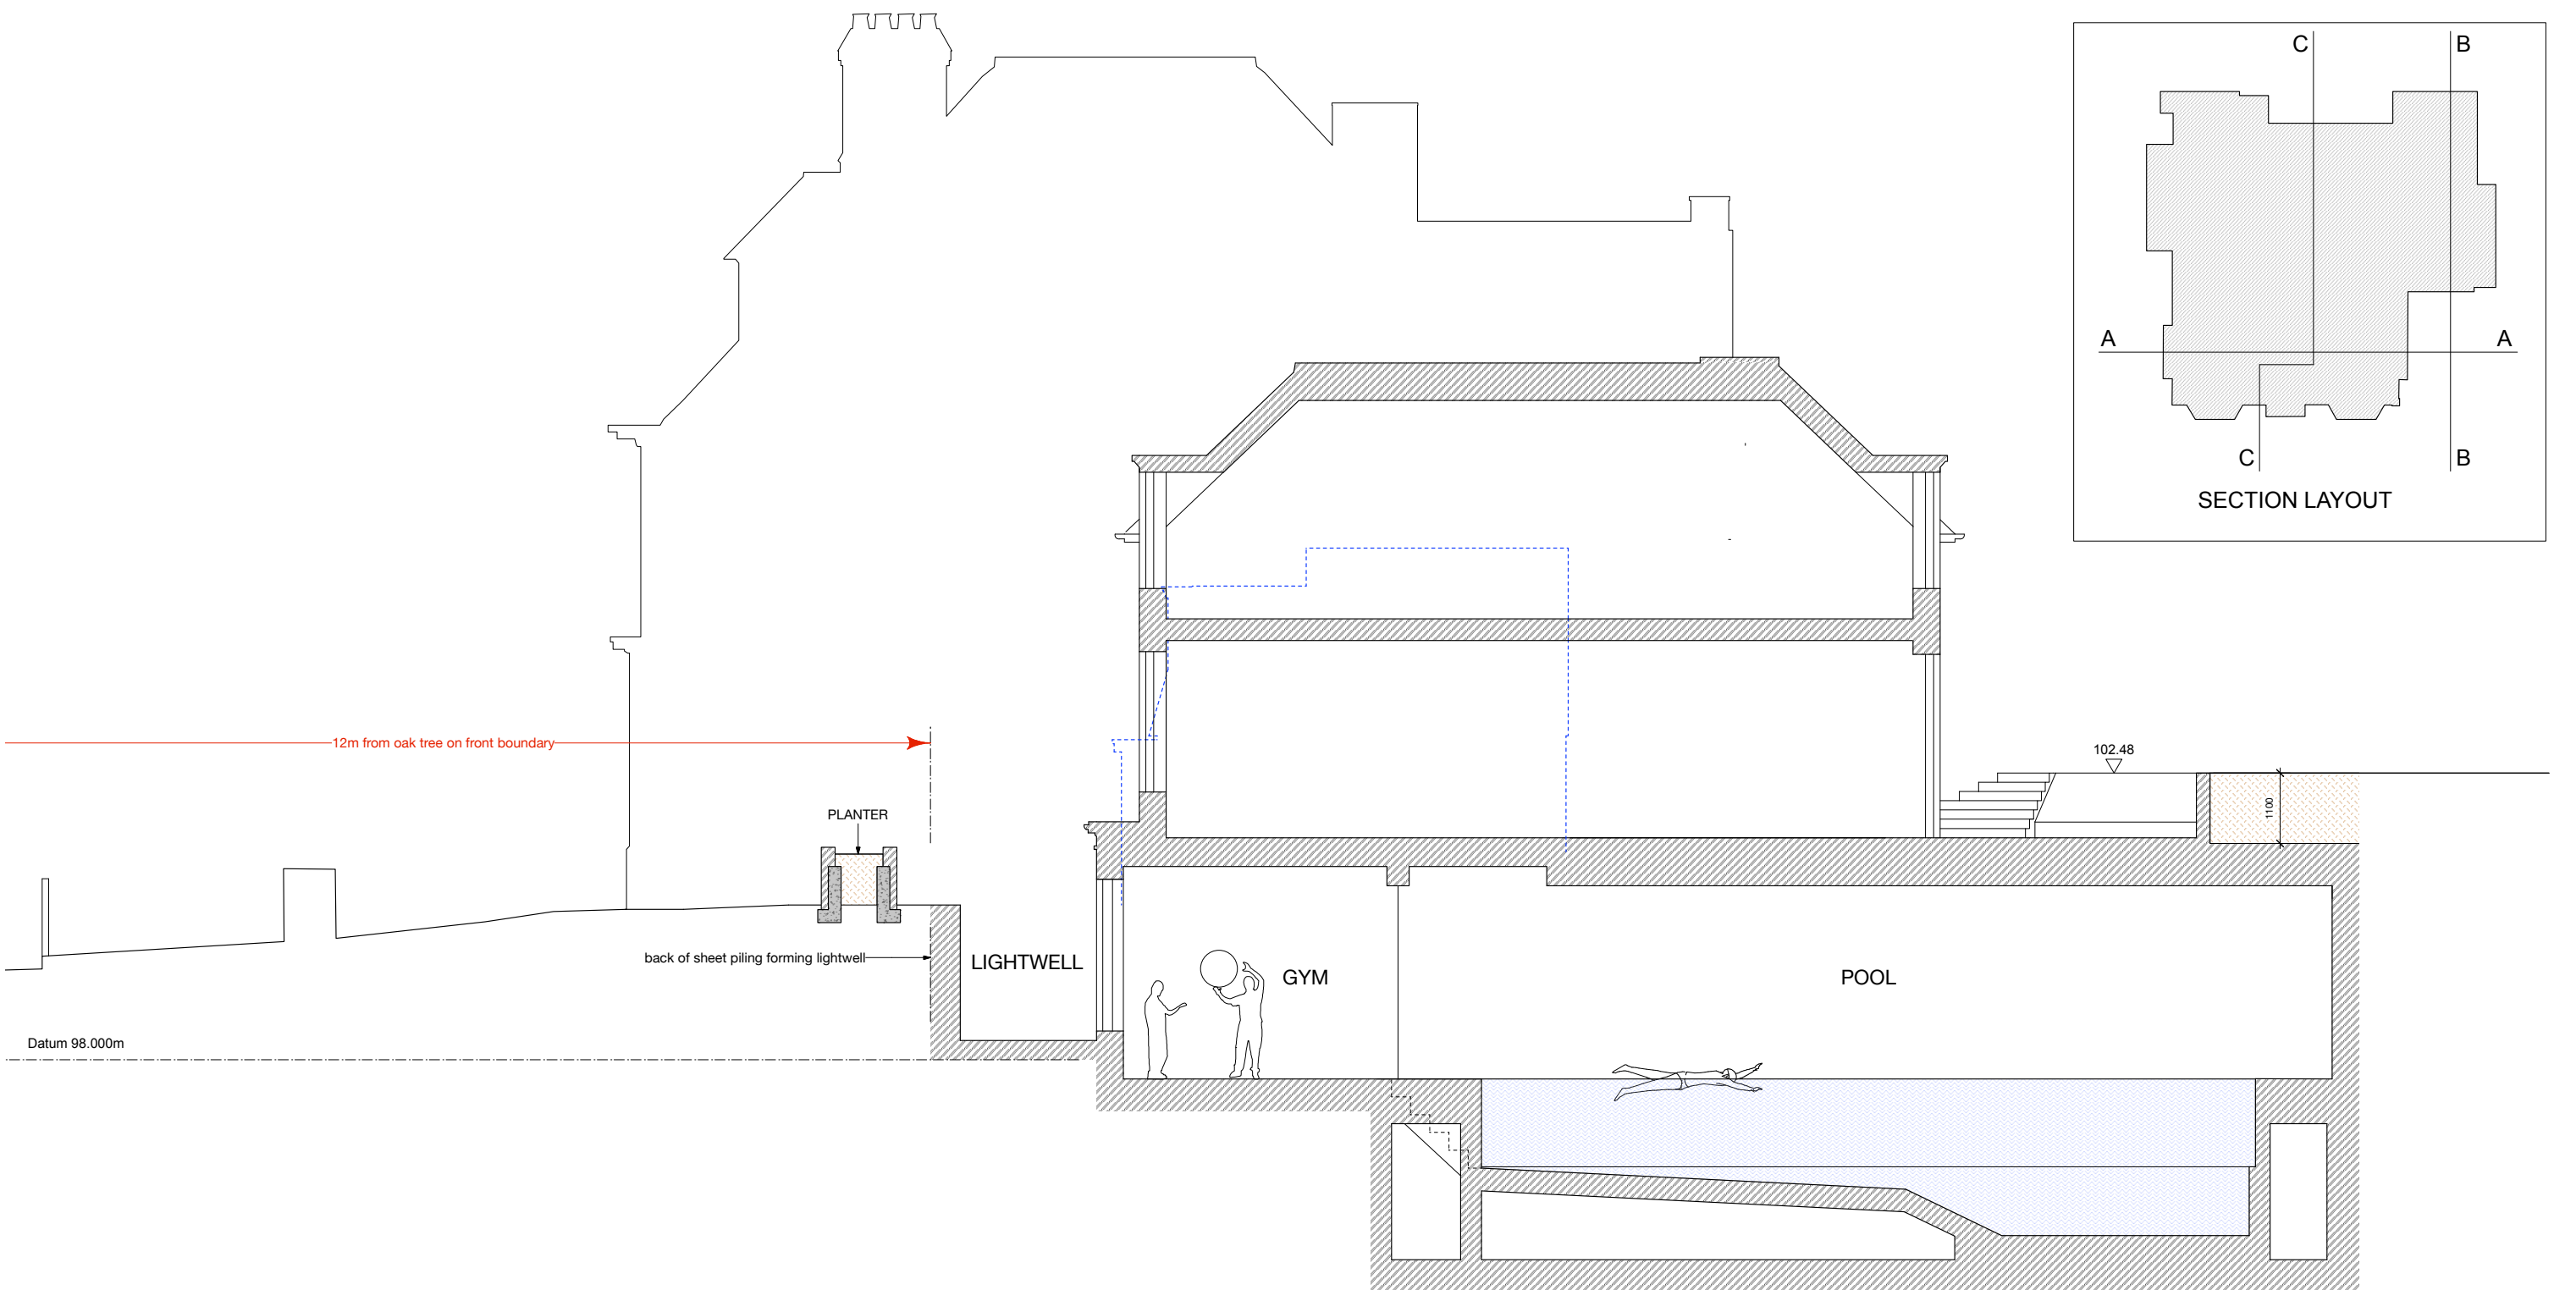 C
B
A
A
C
B
SECTION LAYOUT
12m from oak tree on front boundary
102.48
1100
PLANTER
back of sheet piling forming lightwell
LIGHTWELL
GYM
POOL
Datum 98.000m